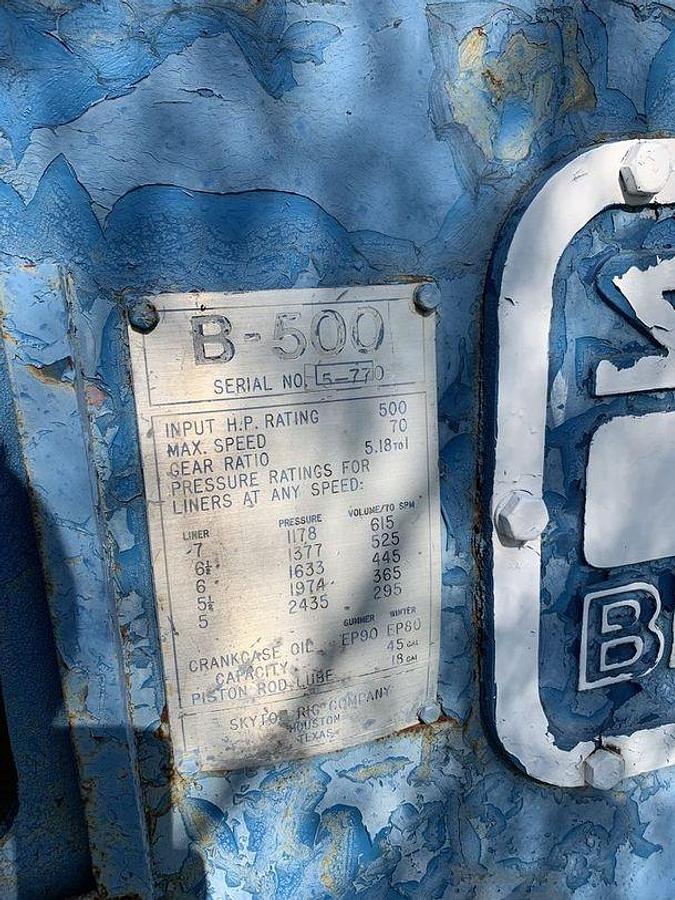 B-500
SERIAL NO. 5-770
INPUT H.P. RATING 500
MAX. SPEED 70
GEAR RATIO 5.18 TO 1
PRESSURE RATINGS FOR
LINERS AT ANY SPEED:
LINER PRESSURE VOLUME/70 SPM
7 1178 615
6½ 1377 525
6 1633 445
5½ 1974 365
5 2435 295
SUMMER WINTER
CRANKCASE OIL EP90 EP80
CAPACITY 45 GAL
PISTON ROD LUBE 18 GAL
SKYTOP RIG COMPANY
HOUSTON
TEXAS
B